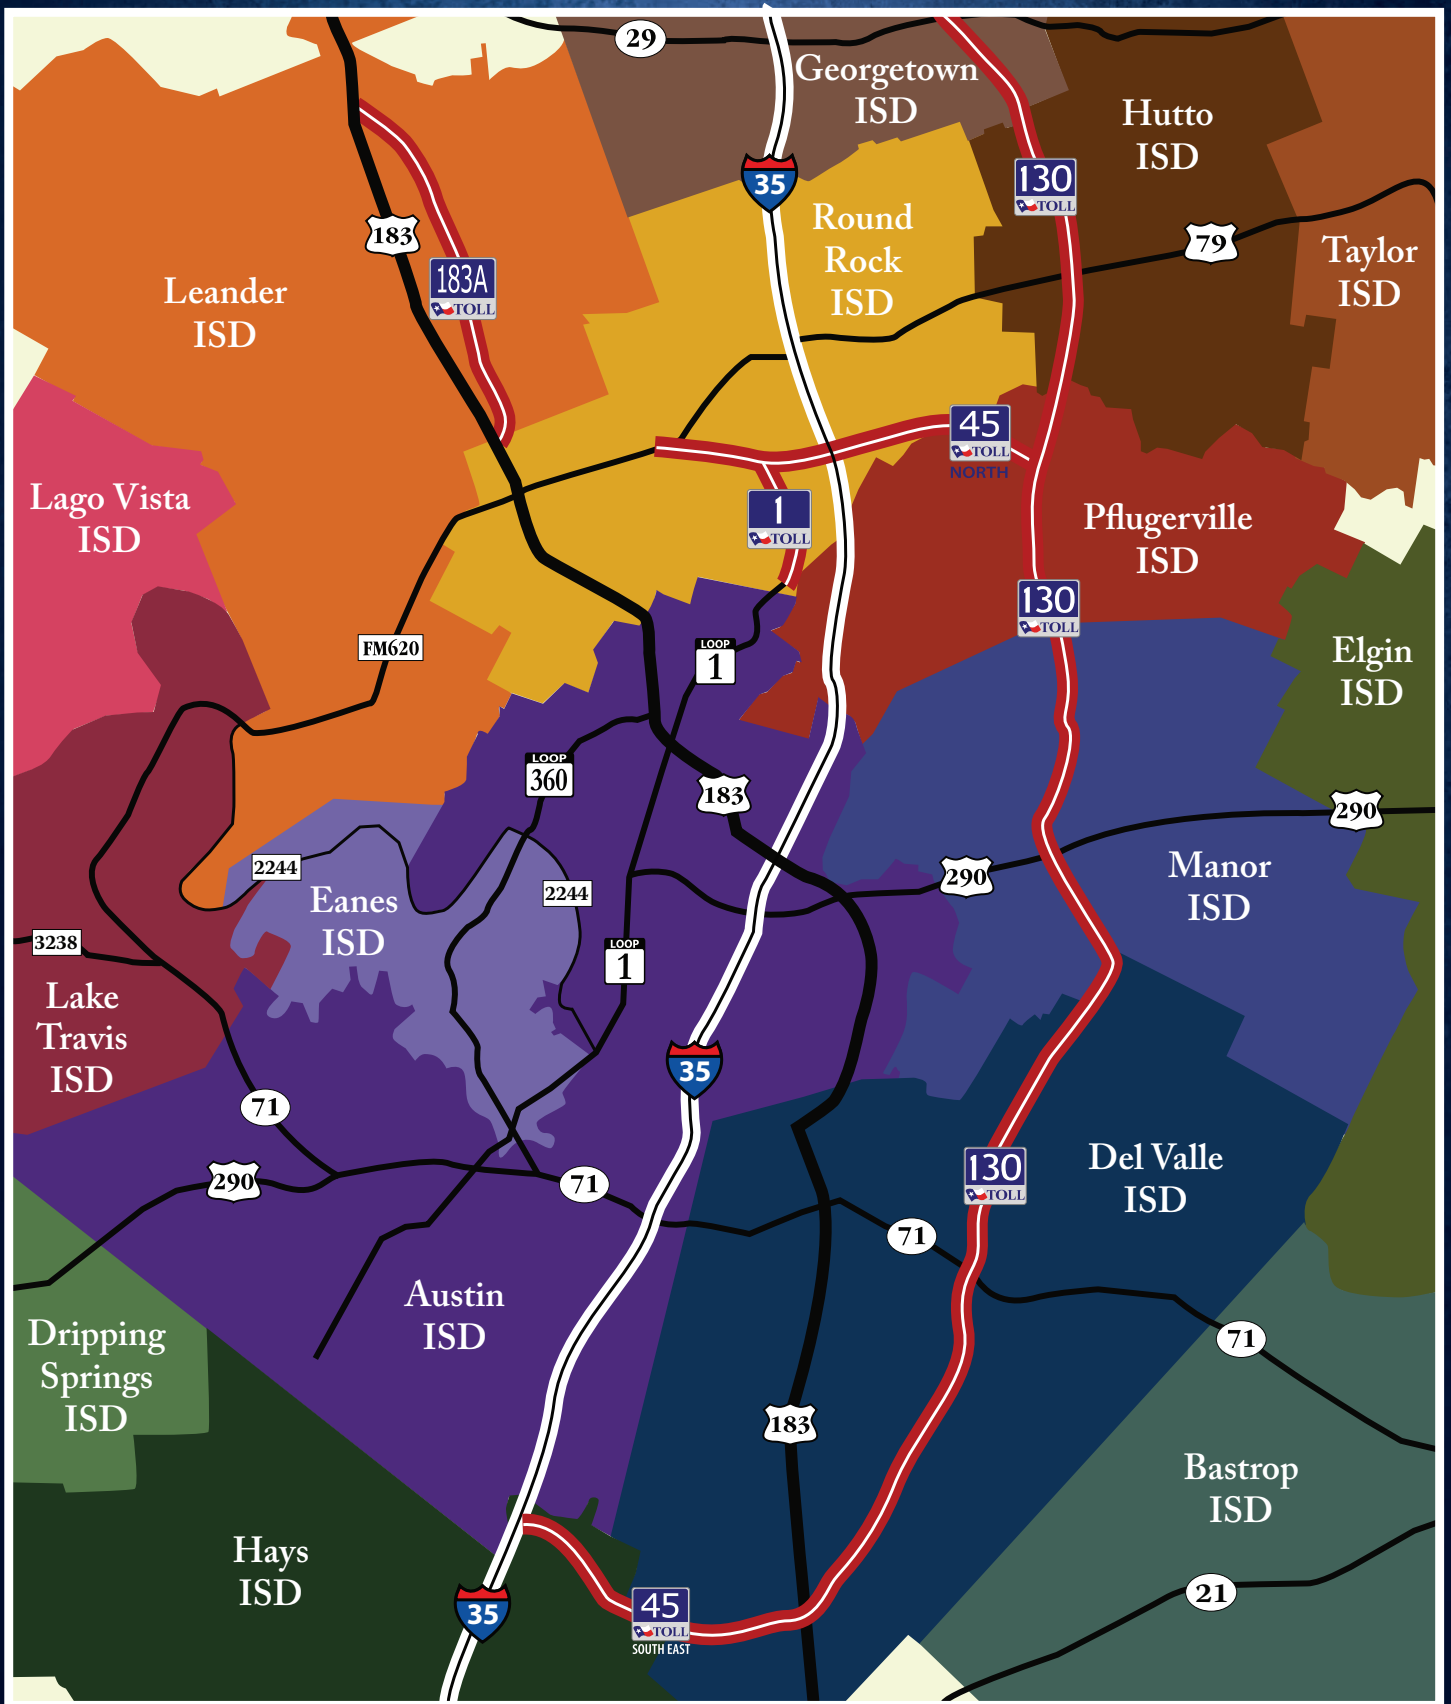 29
Georgetown
ISD
Hutto
ISD
35
130
TOLL
183
Round
Rock
ISD
79
Taylor
ISD
183A
TOLL
Leander
ISD
45
TOLL
NORTH
Lago Vista
ISD
1
TOLL
Pflugerville
ISD
130
TOLL
FM620
LOOP
1
Elgin
ISD
LOOP
360
183
290
2244
290
Manor
ISD
2244
Eanes
ISD
3238
LOOP
1
Lake
Travis
ISD
35
71
290
71
130
TOLL
Del Valle
ISD
71
Austin
ISD
Dripping
Springs
ISD
71
183
Bastrop
ISD
Hays
ISD
21
35
45
TOLL
SOUTH EAST